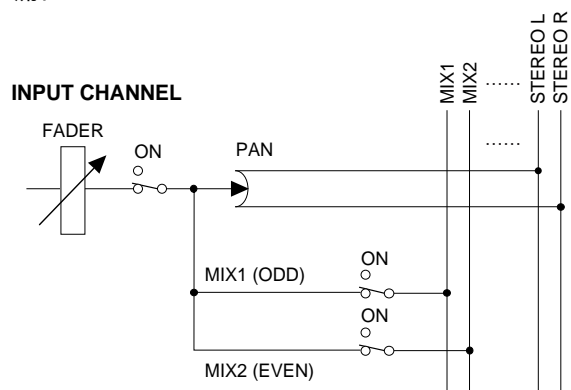 INPUT CHANNEL
FADER
ON
PAN
MIX1
MIX2
......
STEREO L
STEREO R
......
MIX1 (ODD)
ON
MIX2 (EVEN)
ON